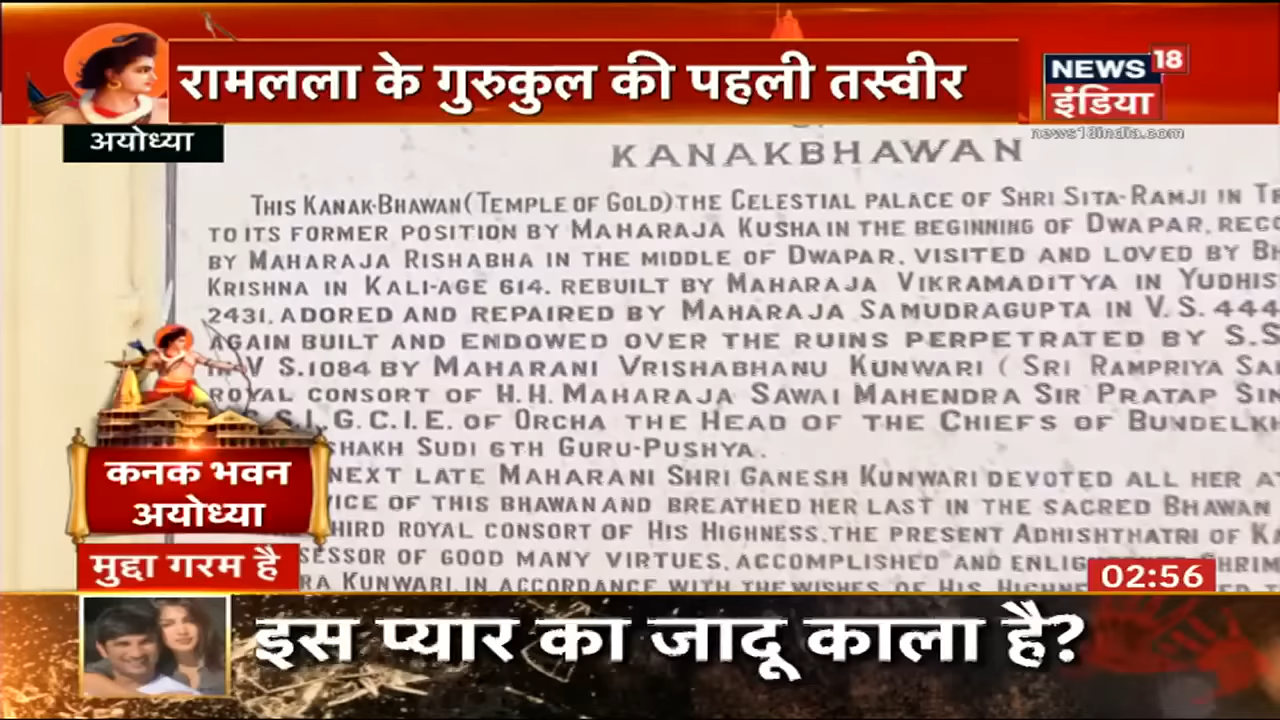 रामलला के गुरुकुल की पहली तस्वीर
NEWS 18
इंडिया
news18india.com
अयोध्या
KANAKBHAWAN
THIS KANAK-BHAWAN (TEMPLE OF GOLD) THE CELESTIAL PALACE OF SHRI SITA-RAMJI IN
TO ITS FORMER POSITION BY MAHARAJA KUSHA IN THE BEGINNING OF DWAPAR,
BY MAHARAJA RISHABHA IN THE MIDDLE OF DWAPAR, VISITED AND LOVED BY
KRISHNA IN KALI-AGE 614. REBUILT BY MAHARAJA VIKRAMADITYA IN
2431. ADORED AND REPAIRED BY MAHARAJA SAMUDRAGUPTA IN V.S. 444
AGAIN BUILT AND ENDOWED OVER THE RUINS PERPETRATED BY
V S.1084 BY MAHARANI VRISHABHANU KUNWARI ( SRI RAMPRIYA
ROYAL CONSORT OF H.H. MAHARAJA SAWAI MAHENDRA SIR PRATAP
G.C.I.E. OF ORCHA THE HEAD OF THE CHIEFS OF
SUDI 6TH GURU-PUSHYA.
NEXT LATE MAHARANI SHRI GANESH KUNWARI DEVOTED ALL HER
OF THIS BHAWAN AND BREATHED HER LAST IN THE SACRED BHAWAN
ROYAL CONSORT OF HIS HIGHNESS. THE PRESENT ADHISHTHATRI OF
OF GOOD MANY VIRTUES, ACCOMPLISHED AND
KUNWARI IN ACCORDANCE WITH THE WISHES OF HIS
कनक भवन
अयोध्या
मुद्दा गरम है
02:56
इस प्यार का जादू काला है?